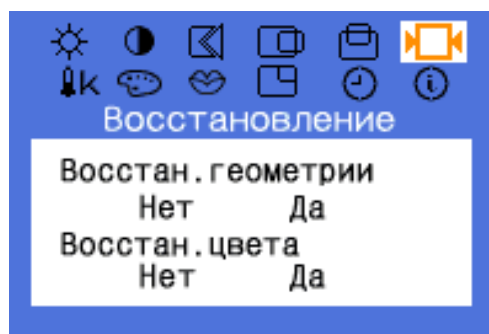 k
Восстановление
Восстан.геометрии
Нет Да
Восстан.цвета
Нет Да